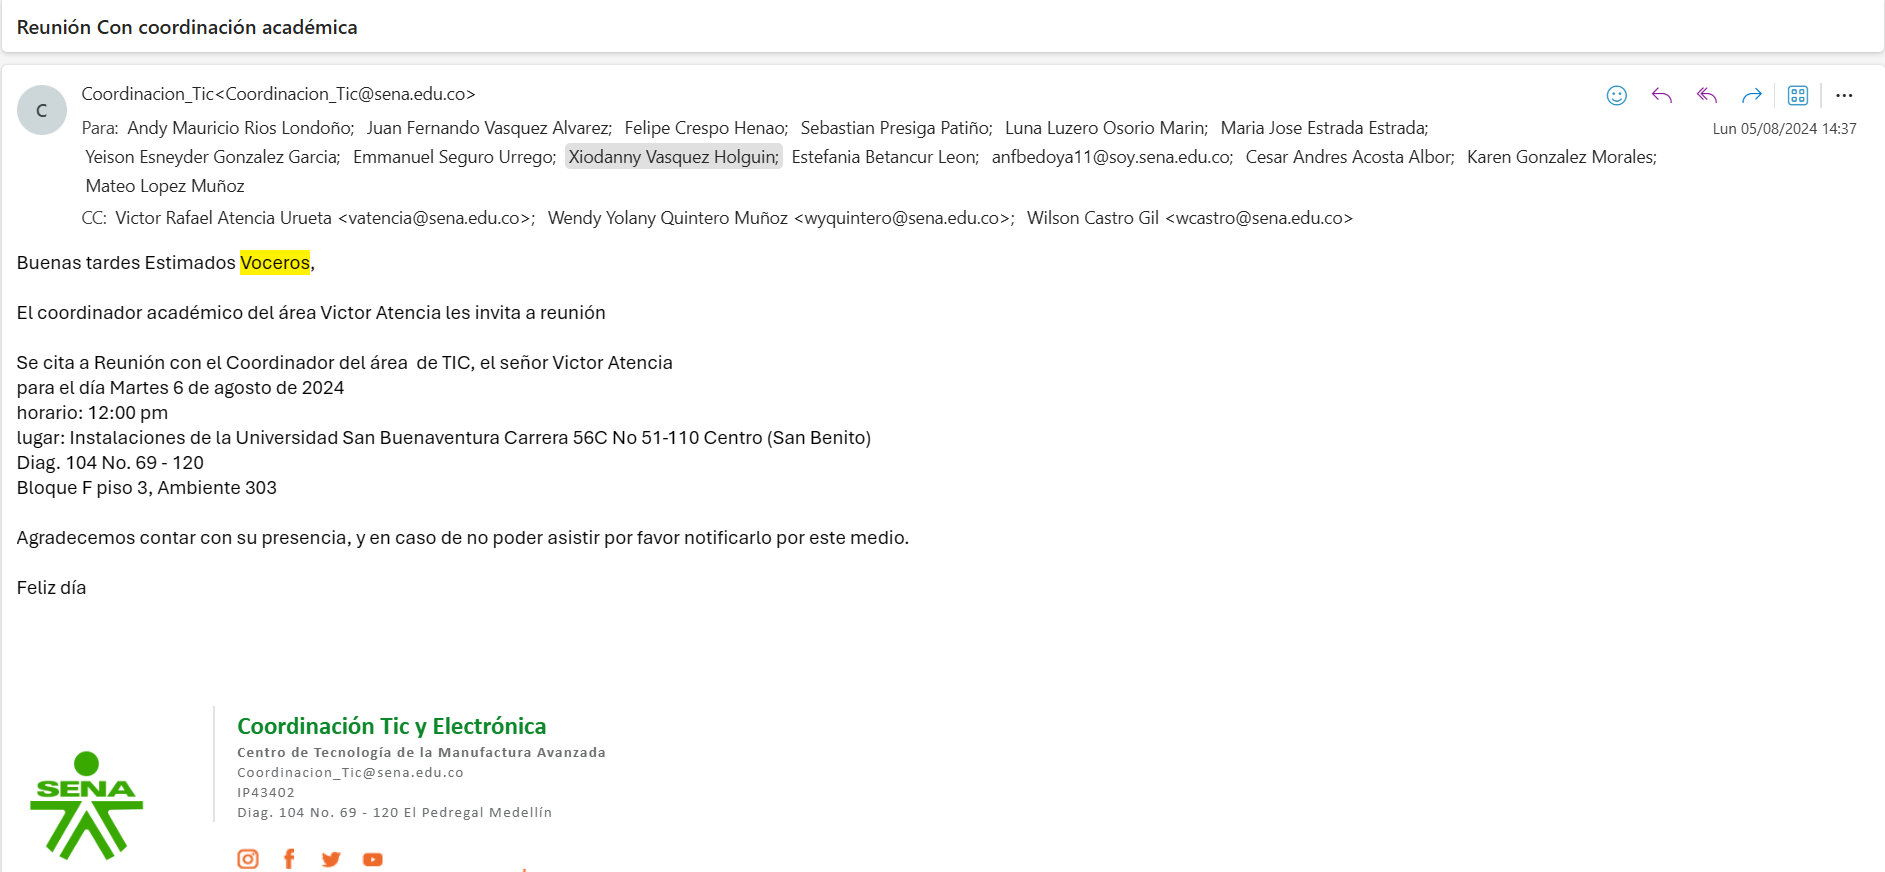 Reunión Con coordinación académica
C
Coordinacion_Tic<Coordinacion_Tic@sena.edu.co>
Para: Andy Mauricio Rios Londoño; Juan Fernando Vasquez Alvarez; Felipe Crespo Henao; Sebastian Presiga Patiño; Luna Luzero Osorio Marin; Maria Jose Estrada Estrada;
Lun 05/08/2024 14:37
Yeison Esneyder Gonzalez Garcia; Emmanuel Seguro Urrego; Xiodanny Vasquez Holguin; Estefania Betancur Leon; anfbedoya11@soy.sena.edu.co; Cesar Andres Acosta Albor; Karen Gonzalez Morales;
Mateo Lopez Muñoz
CC: Victor Rafael Atencia Urueta <vatencia@sena.edu.co>; Wendy Yolany Quintero Muñoz <wyquintero@sena.edu.co>; Wilson Castro Gil <wcastro@sena.edu.co>
Buenas tardes Estimados Voceros,
El coordinador académico del área Victor Atencia les invita a reunión
Se cita a Reunión con el Coordinador del área  de TIC, el señor Victor Atencia
para el día Martes 6 de agosto de 2024
horario: 12:00 pm
lugar: Instalaciones de la Universidad San Buenaventura Carrera 56C No 51-110 Centro (San Benito)
Diag. 104 No. 69 - 120
Bloque F piso 3, Ambiente 303
Agradecemos contar con su presencia, y en caso de no poder asistir por favor notificarlo por este medio.
Feliz día
SENA
Coordinación Tic y Electrónica
Centro de Tecnología de la Manufactura Avanzada
Coordinacion_Tic@sena.edu.co
IP43402
Diag. 104 No. 69 - 120 El Pedregal Medellín